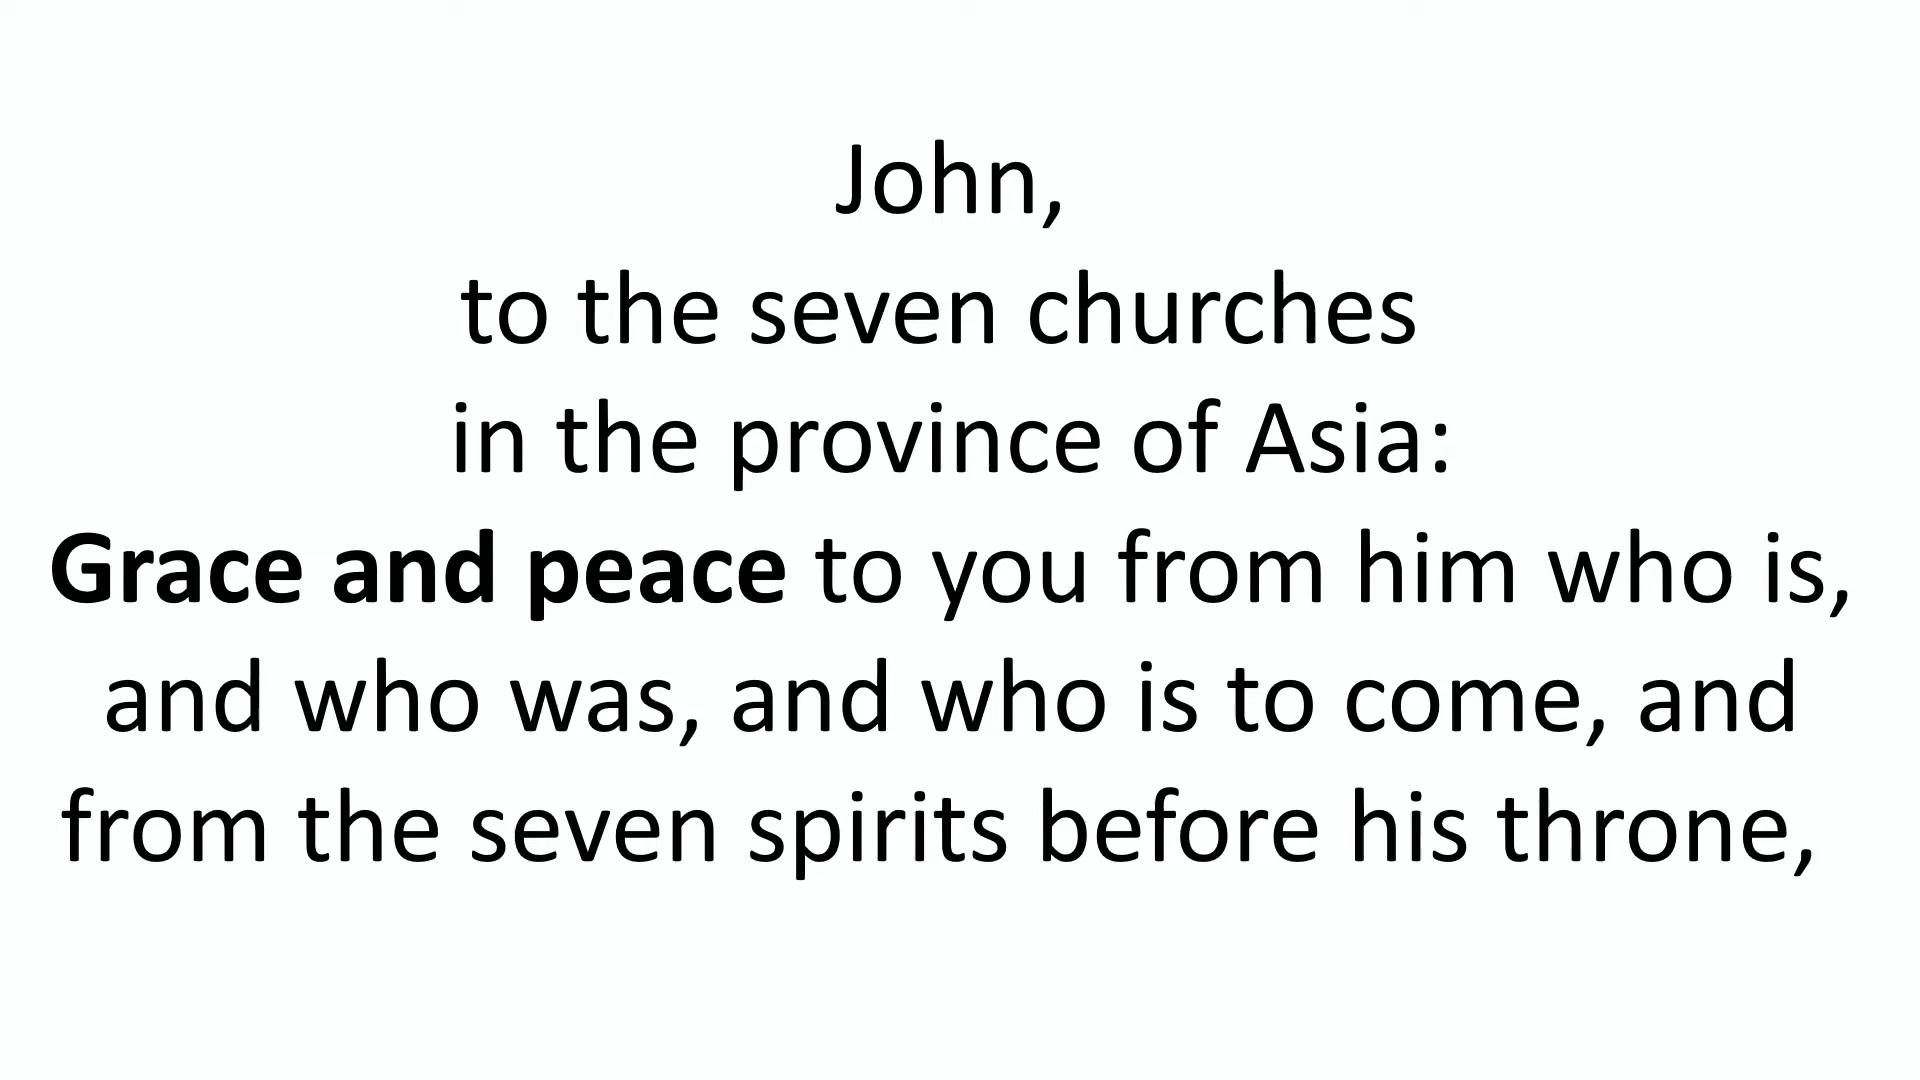 John,
to the seven churches
in the province of Asia:
Grace and peace to you from him who is,
and who was, and who is to come, and
from the seven spirits before his throne,